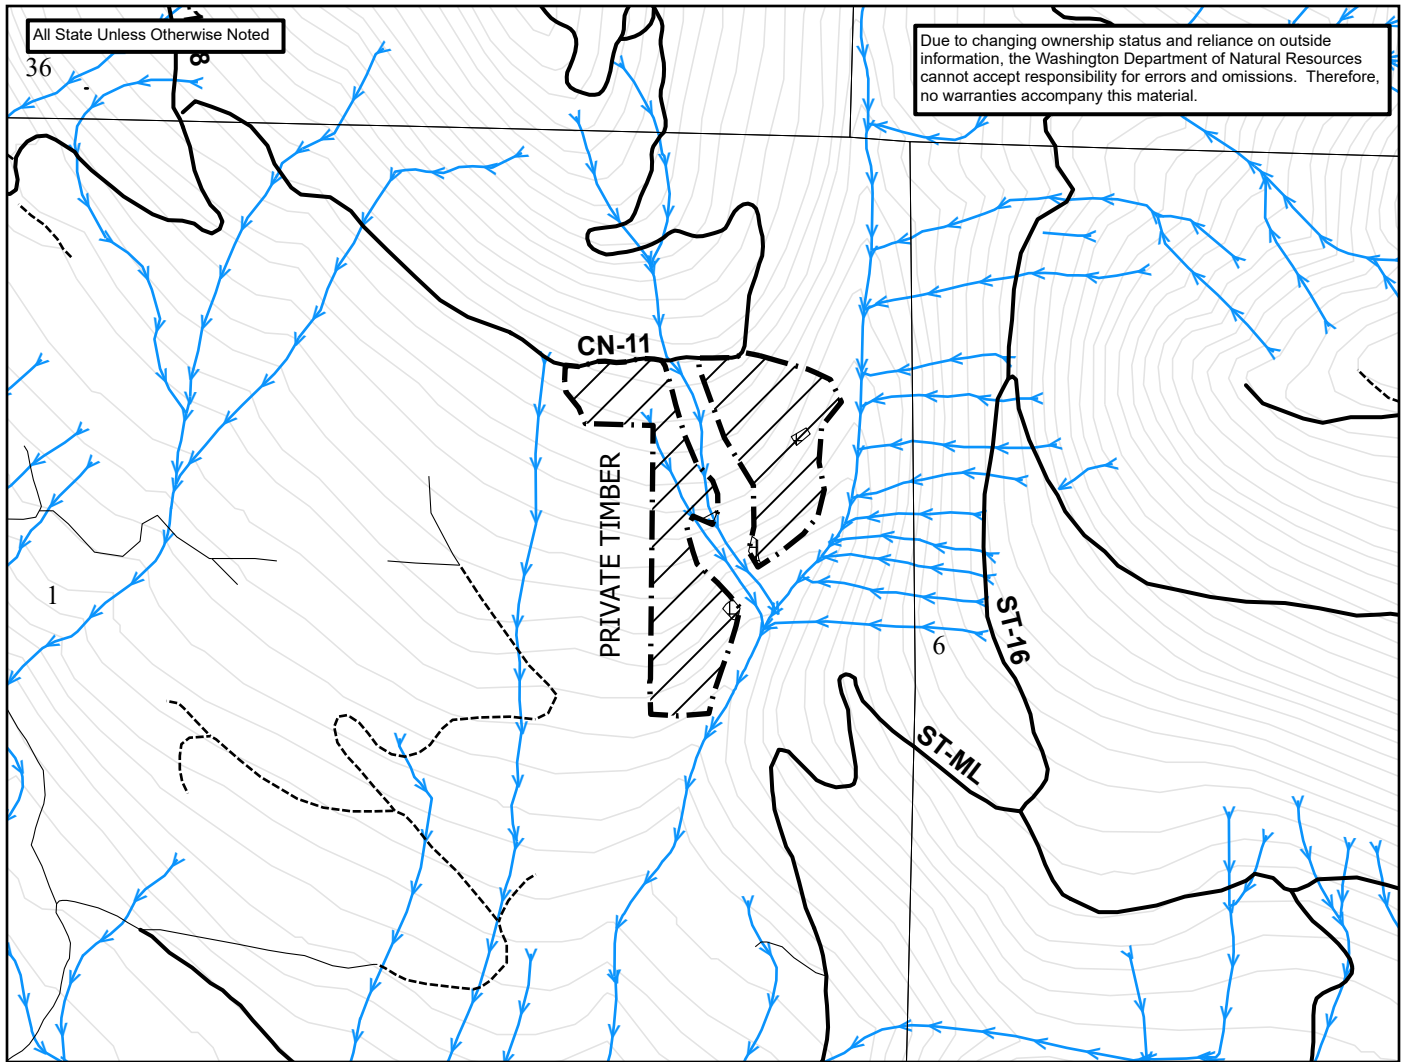 All State Unless Otherwise Noted
Due to changing ownership status and reliance on outside
information, the Washington Department of Natural Resources
cannot accept responsibility for errors and omissions. Therefore,
no warranties accompany this material.
36
CN-11
PRIVATE TIMBER
1
ST-16
6
ST-ML